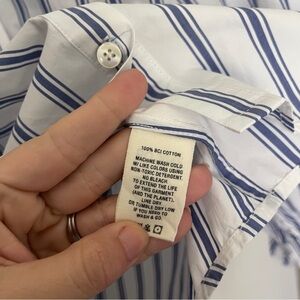 100% BCI COTTON
MACHINE WASH COLD
W/ LIKE COLORS USING
NON-TOXIC DETERGENT
NO BLEACH
TO EXTEND THE LIFE
OF THIS GARMENT
(AND THE PLANET),
LINE DRY
OR TUMBLE DRY LOW
IF YOU NEED TO
WASH & GO